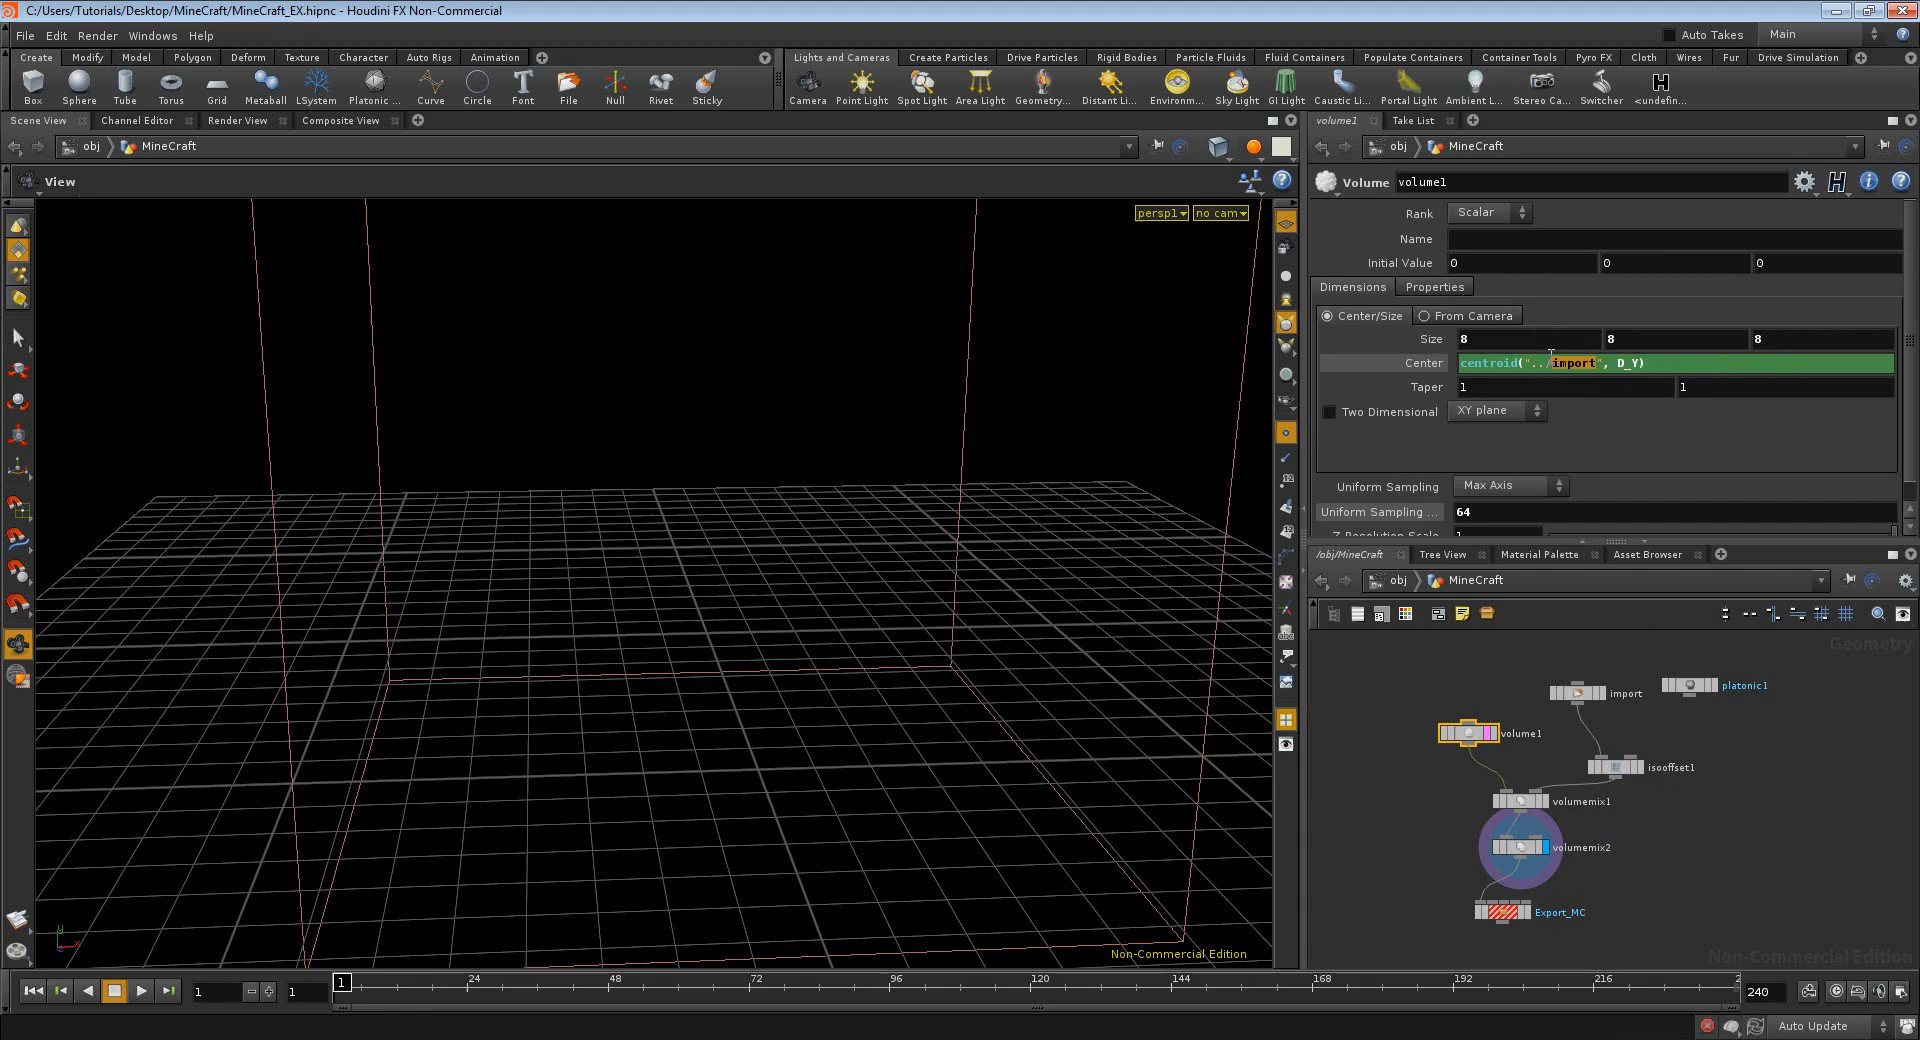 C:/Users/Tutorials/Desktop/MineCraft/MineCraft_EX.hipnc - Houdini FX Non-Commercial
File Edit Render Windows Help
Auto Takes Main
Create Modify Model Polygon Deform Texture Character Auto Rigs Animation
Lights and Cameras Create Particles Drive Particles Rigid Bodies Particle Fluids Fluid Containers Populate Containers Container Tools Pyro FX Cloth Wires Fur Drive Simulation
Box Sphere Tube Torus Grid Metaball LSystem Platonic ... Curve Circle Font File Null Rivet Sticky
Camera Point Light Spot Light Area Light Geometry... Distant Li... Environm... Sky Light GI Light Caustic Li... Portal Light Ambient L... Stereo Ca... Switcher <undefin...
Scene View Channel Editor Render View Composite View
volume1 Take List
obj MineCraft
obj MineCraft
View
Volume volume1
persp1 no cam
Rank Scalar
Name
Initial Value 0 0 0
Dimensions Properties
Center/Size From Camera
Size 8 8 8
Center centroid("../import", D_Y)
Taper 1 1
Two Dimensional XY plane
Uniform Sampling Max Axis
Uniform Sampling ... 64
Z Resolution Scale 1
/obj/MineCraft Tree View Material Palette Asset Browser
obj MineCraft
Geometry
import
platonic1
volume1
isooffset1
volumemix1
volumemix2
Export_MC
Non-Commercial Edition
Non-Commercial Edition
1 1 1 24 48 72 96 120 144 168 192 216 2 240
Auto Update